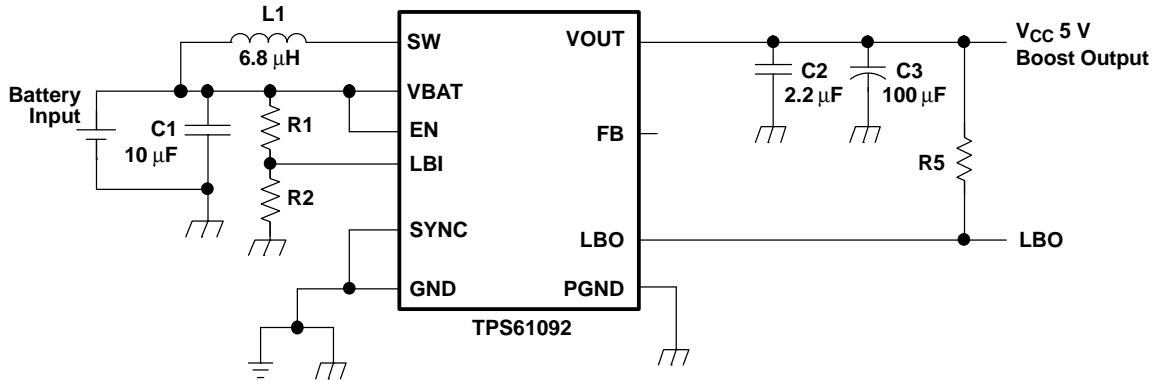 L1
6.8 µH
SW
VOUT
V_CC 5 V
Boost Output
C2
2.2 µF
C3
100 µF
Battery
Input
VBAT
C1
10 µF
R1
EN
FB
LBI
R2
R5
SYNC
LBO
LBO
GND
PGND
TPS61092